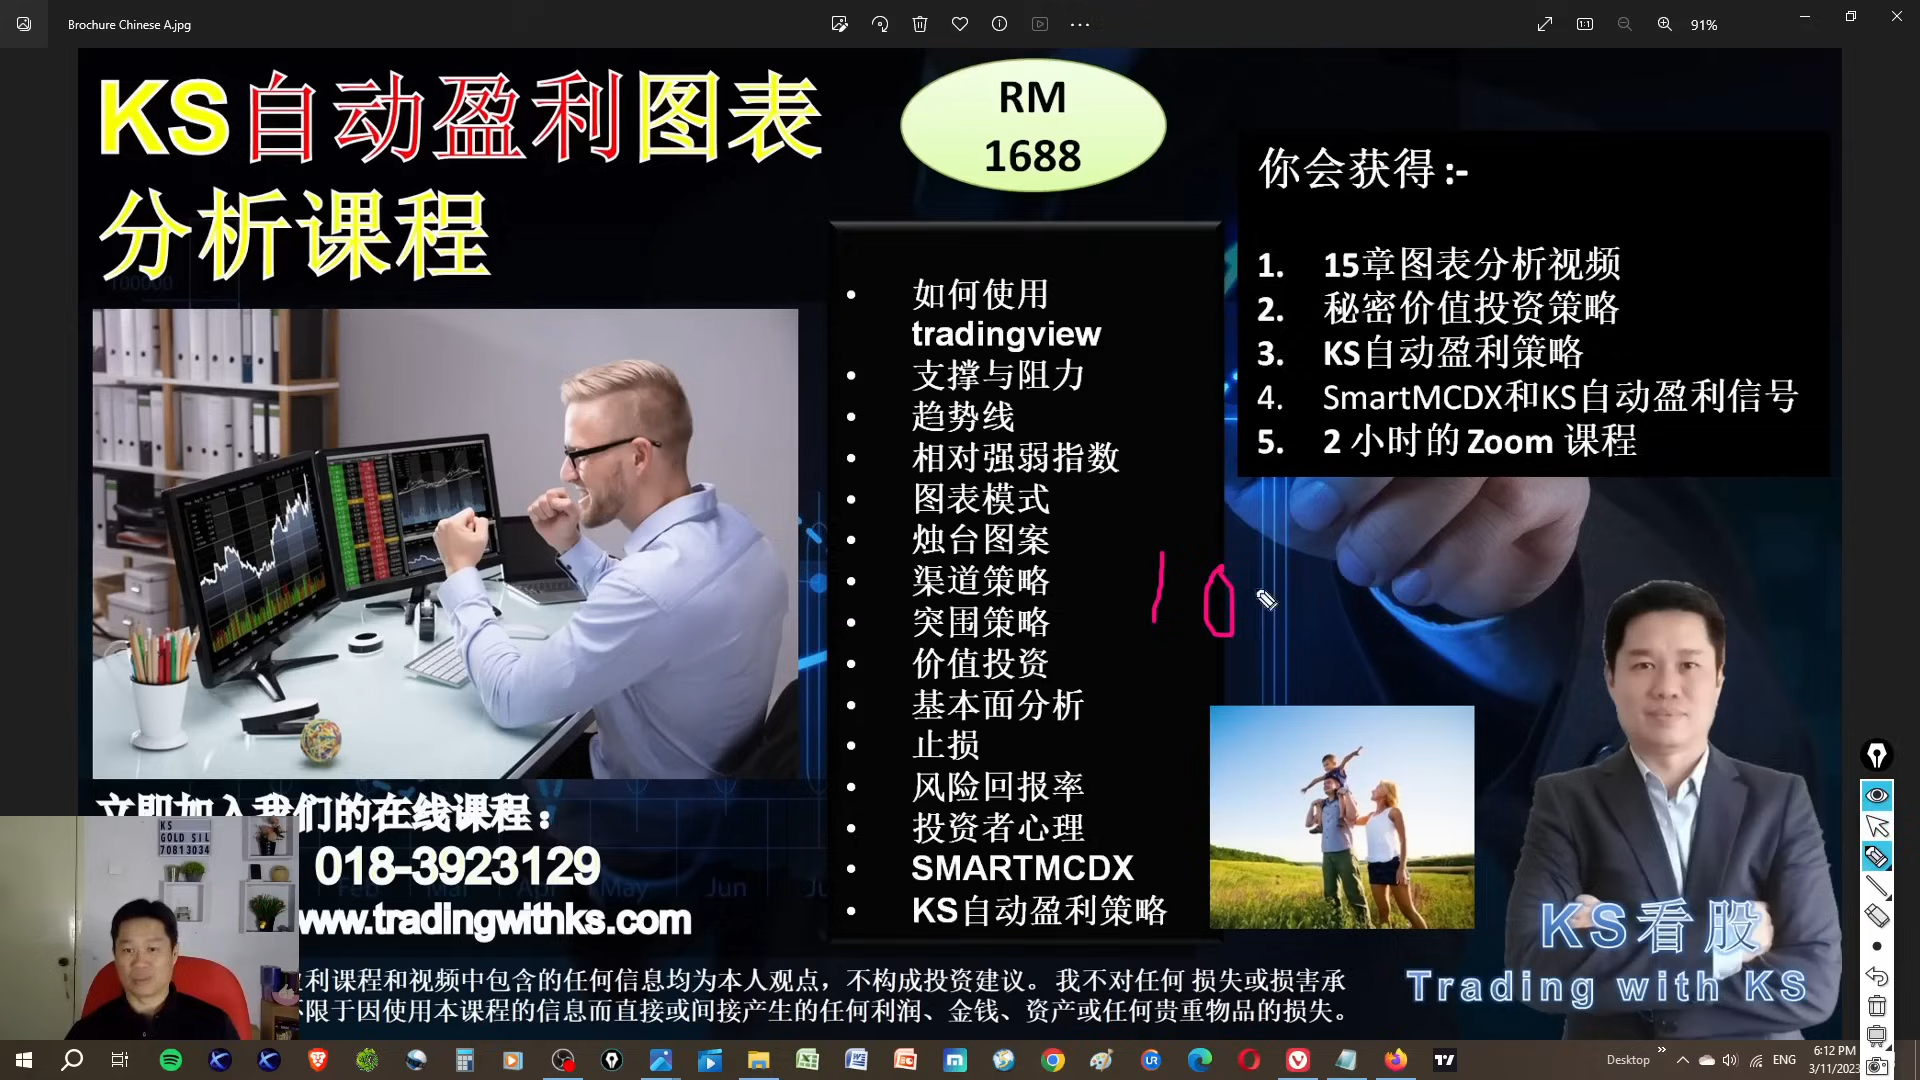 Brochure Chinese A.jpg
91%
KS自动盈利图表
分析课程
RM
1688
你会获得 :-
1. 15章图表分析视频
2. 秘密价值投资策略
3. KS自动盈利策略
4. SmartMCDX和KS自动盈利信号
5. 2 小时的 Zoom 课程
• 如何使用
tradingview
• 支撑与阻力
• 趋势线
• 相对强弱指数
• 图表模式
• 烛台图案
• 渠道策略
• 突围策略
• 价值投资
• 基本面分析
• 止损
• 风险回报率
• 投资者心理
• SMARTMCDX
• KS自动盈利策略
10
立即加入我们的在线课程：
018-3923129
www.tradingwithks.com
KS
GOLD SIL
70813034
May
Jun
KS看股
Trading with KS
利课程和视频中包含的任何信息均为本人观点，不构成投资建议。我不对任何 损失或损害承
限于因使用本课程的信息而直接或间接产生的任何利润、金钱、资产或任何贵重物品的损失。
Desktop
ENG
6:12 PM
3/11/2023